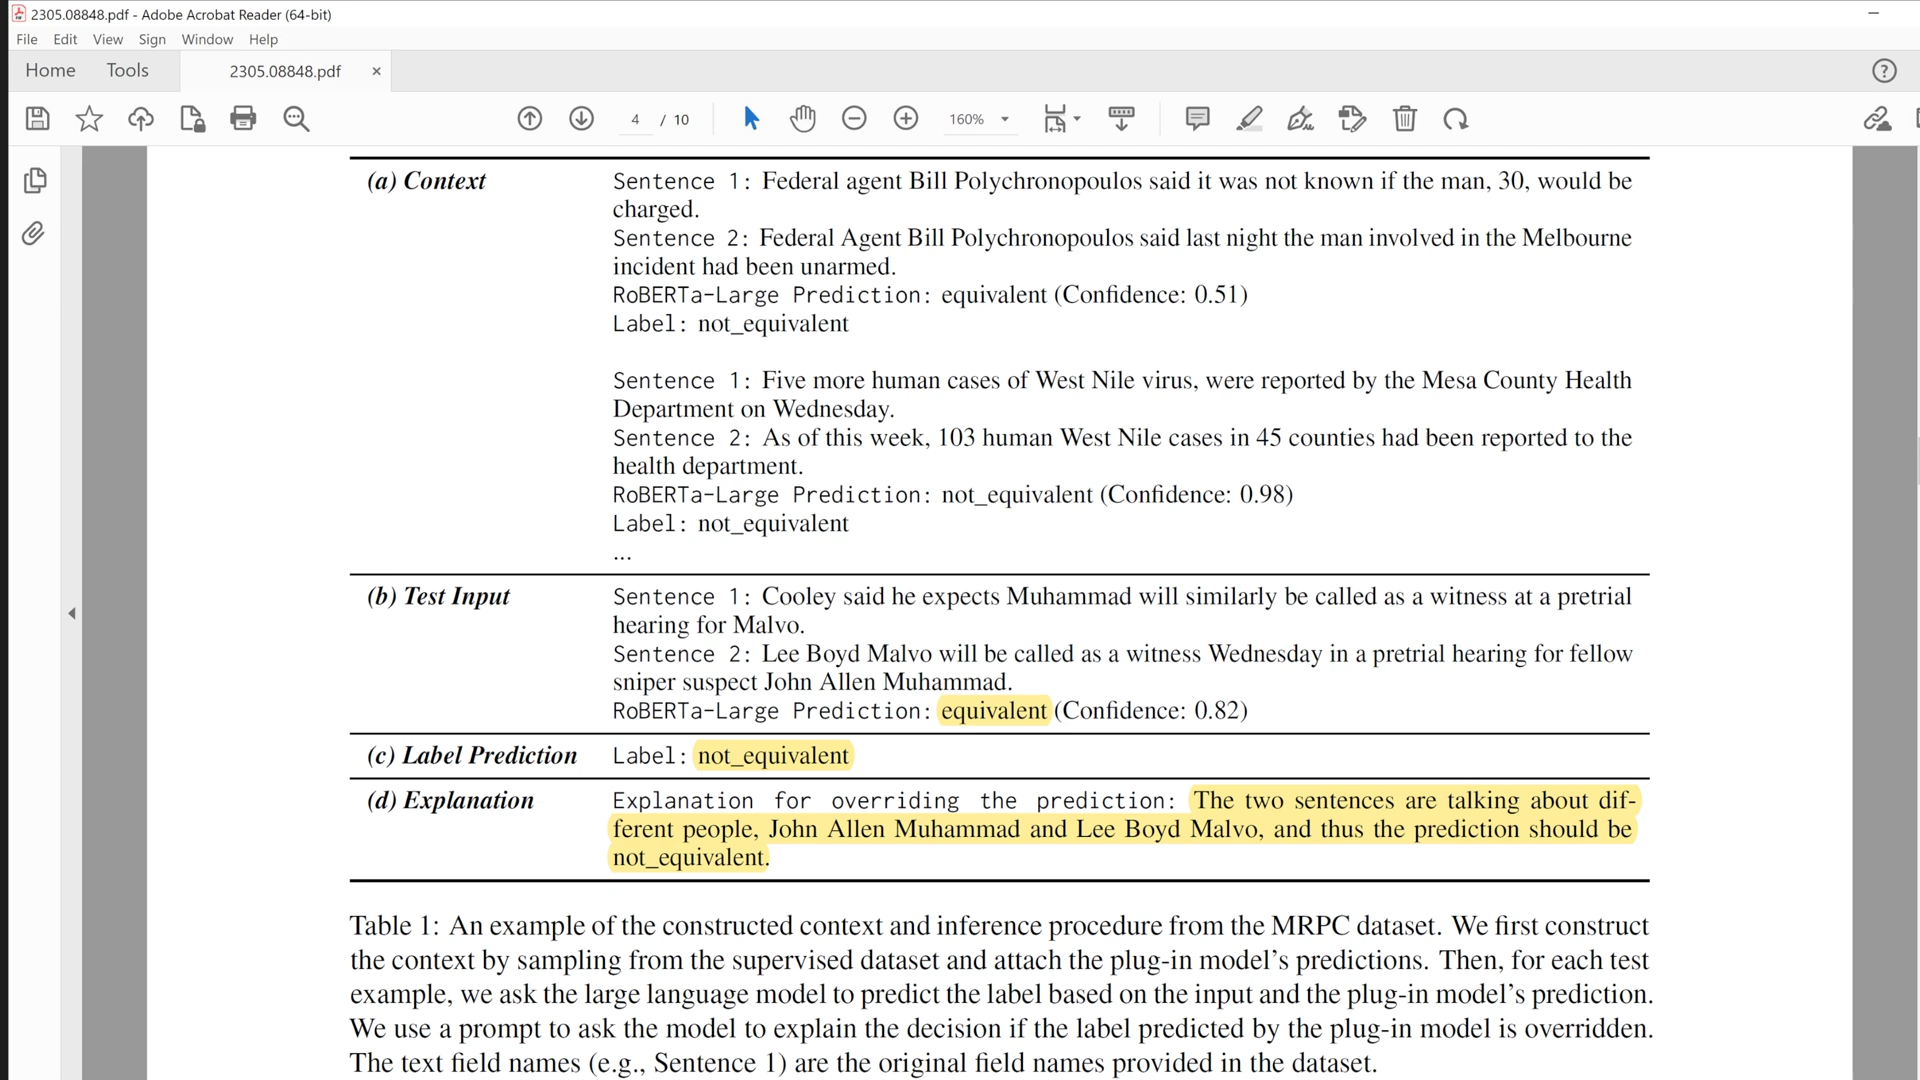 2305.08848.pdf - Adobe Acrobat Reader (64-bit)
File Edit View Sign Window Help
Home Tools 2305.08848.pdf ×
4 / 10 160%
(a) Context Sentence 1: Federal agent Bill Polychronopoulos said it was not known if the man, 30, would be
charged.
Sentence 2: Federal Agent Bill Polychronopoulos said last night the man involved in the Melbourne
incident had been unarmed.
RoBERTa-Large Prediction: equivalent (Confidence: 0.51)
Label: not_equivalent
Sentence 1: Five more human cases of West Nile virus, were reported by the Mesa County Health
Department on Wednesday.
Sentence 2: As of this week, 103 human West Nile cases in 45 counties had been reported to the
health department.
RoBERTa-Large Prediction: not_equivalent (Confidence: 0.98)
Label: not_equivalent
...
(b) Test Input Sentence 1: Cooley said he expects Muhammad will similarly be called as a witness at a pretrial
hearing for Malvo.
Sentence 2: Lee Boyd Malvo will be called as a witness Wednesday in a pretrial hearing for fellow
sniper suspect John Allen Muhammad.
RoBERTa-Large Prediction: equivalent (Confidence: 0.82)
(c) Label Prediction Label: not_equivalent
(d) Explanation Explanation for overriding the prediction: The two sentences are talking about dif-
ferent people, John Allen Muhammad and Lee Boyd Malvo, and thus the prediction should be
not_equivalent.
Table 1: An example of the constructed context and inference procedure from the MRPC dataset. We first construct
the context by sampling from the supervised dataset and attach the plug-in model's predictions. Then, for each test
example, we ask the large language model to predict the label based on the input and the plug-in model's prediction.
We use a prompt to ask the model to explain the decision if the label predicted by the plug-in model is overridden.
The text field names (e.g., Sentence 1) are the original field names provided in the dataset.